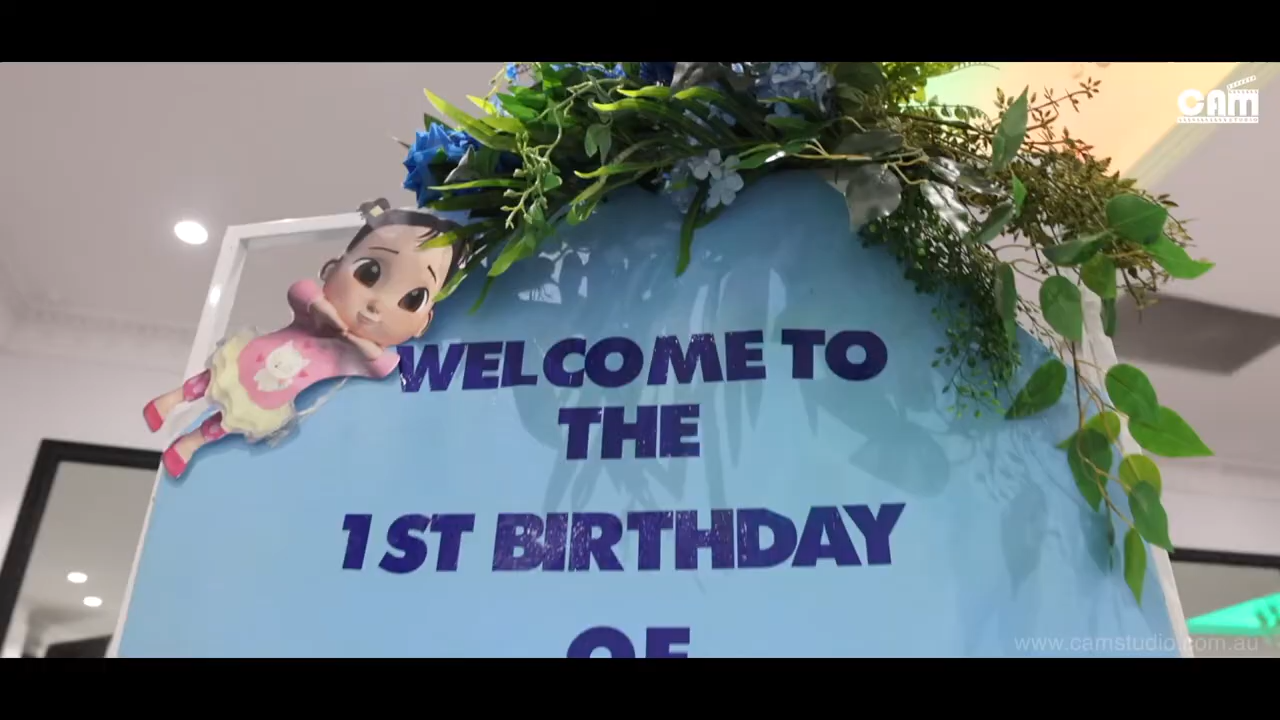 CAM
WELCOME TO
THE
1ST BIRTHDAY
OF
www.camstudio.com.au